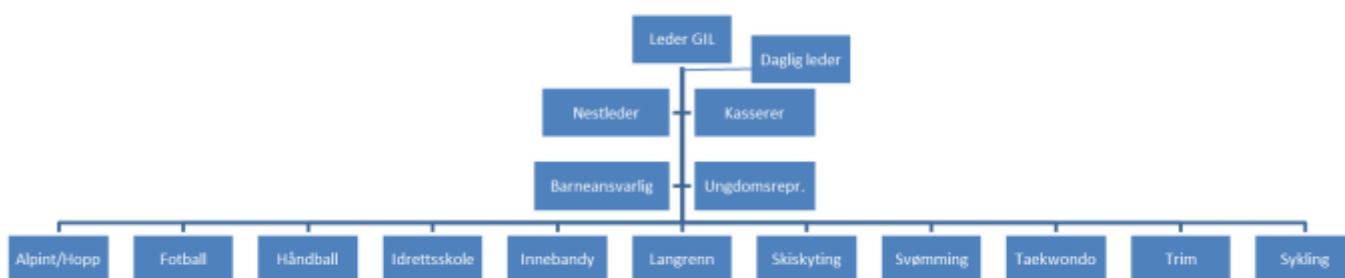 Leder GIL
Daglig leder
Nestleder
Kasserer
Barneansvarlig
Ungdomsrepr.
Alpint/Hopp
Fotball
Håndball
Idrettsskole
Innebandy
Langrenn
Skiskyting
Svømming
Taekwondo
Trim
Sykling